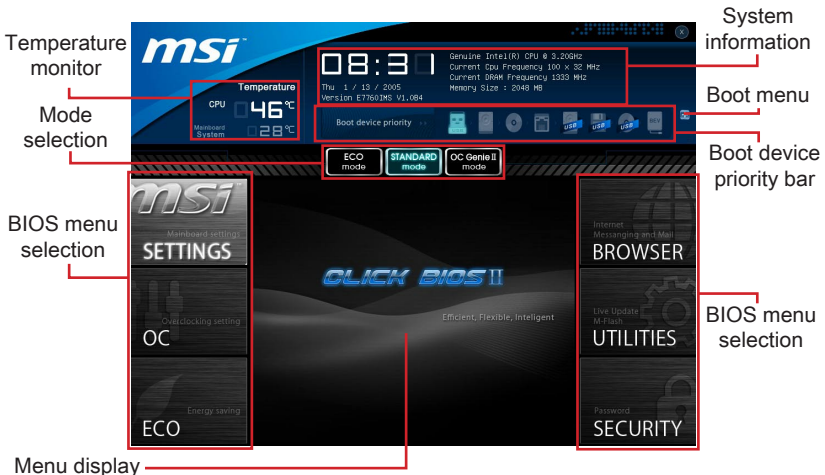 Temperature
monitor
Mode
selection
BIOS menu
selection
Menu display
System
information
Boot menu
Boot device
priority bar
BIOS menu
selection
msi
x
Temperature
CPU 46°C
Mainboard
System 28°C
08:31
Thu 1 / 13 / 2005
Version E7760IMS V1.0B4
Genuine Intel(R) CPU @ 3.20GHz
Current Cpu Frequency 100 x 32 MHz
Current DRAM Frequency 1333 MHz
Memory Size : 2048 MB
Boot device priority
USB
USB
USB
ECO
mode
STANDARD
mode
OC Genie II
mode
msi
Mainboard settings
SETTINGS
Overclocking setting
OC
Energy saving
ECO
CLICK BIOS II
Efficient, Flexible, Inteligent
Internet
Messanging and Mail
BROWSER
Live Update
M-Flash
UTILITIES
Password
SECURITY